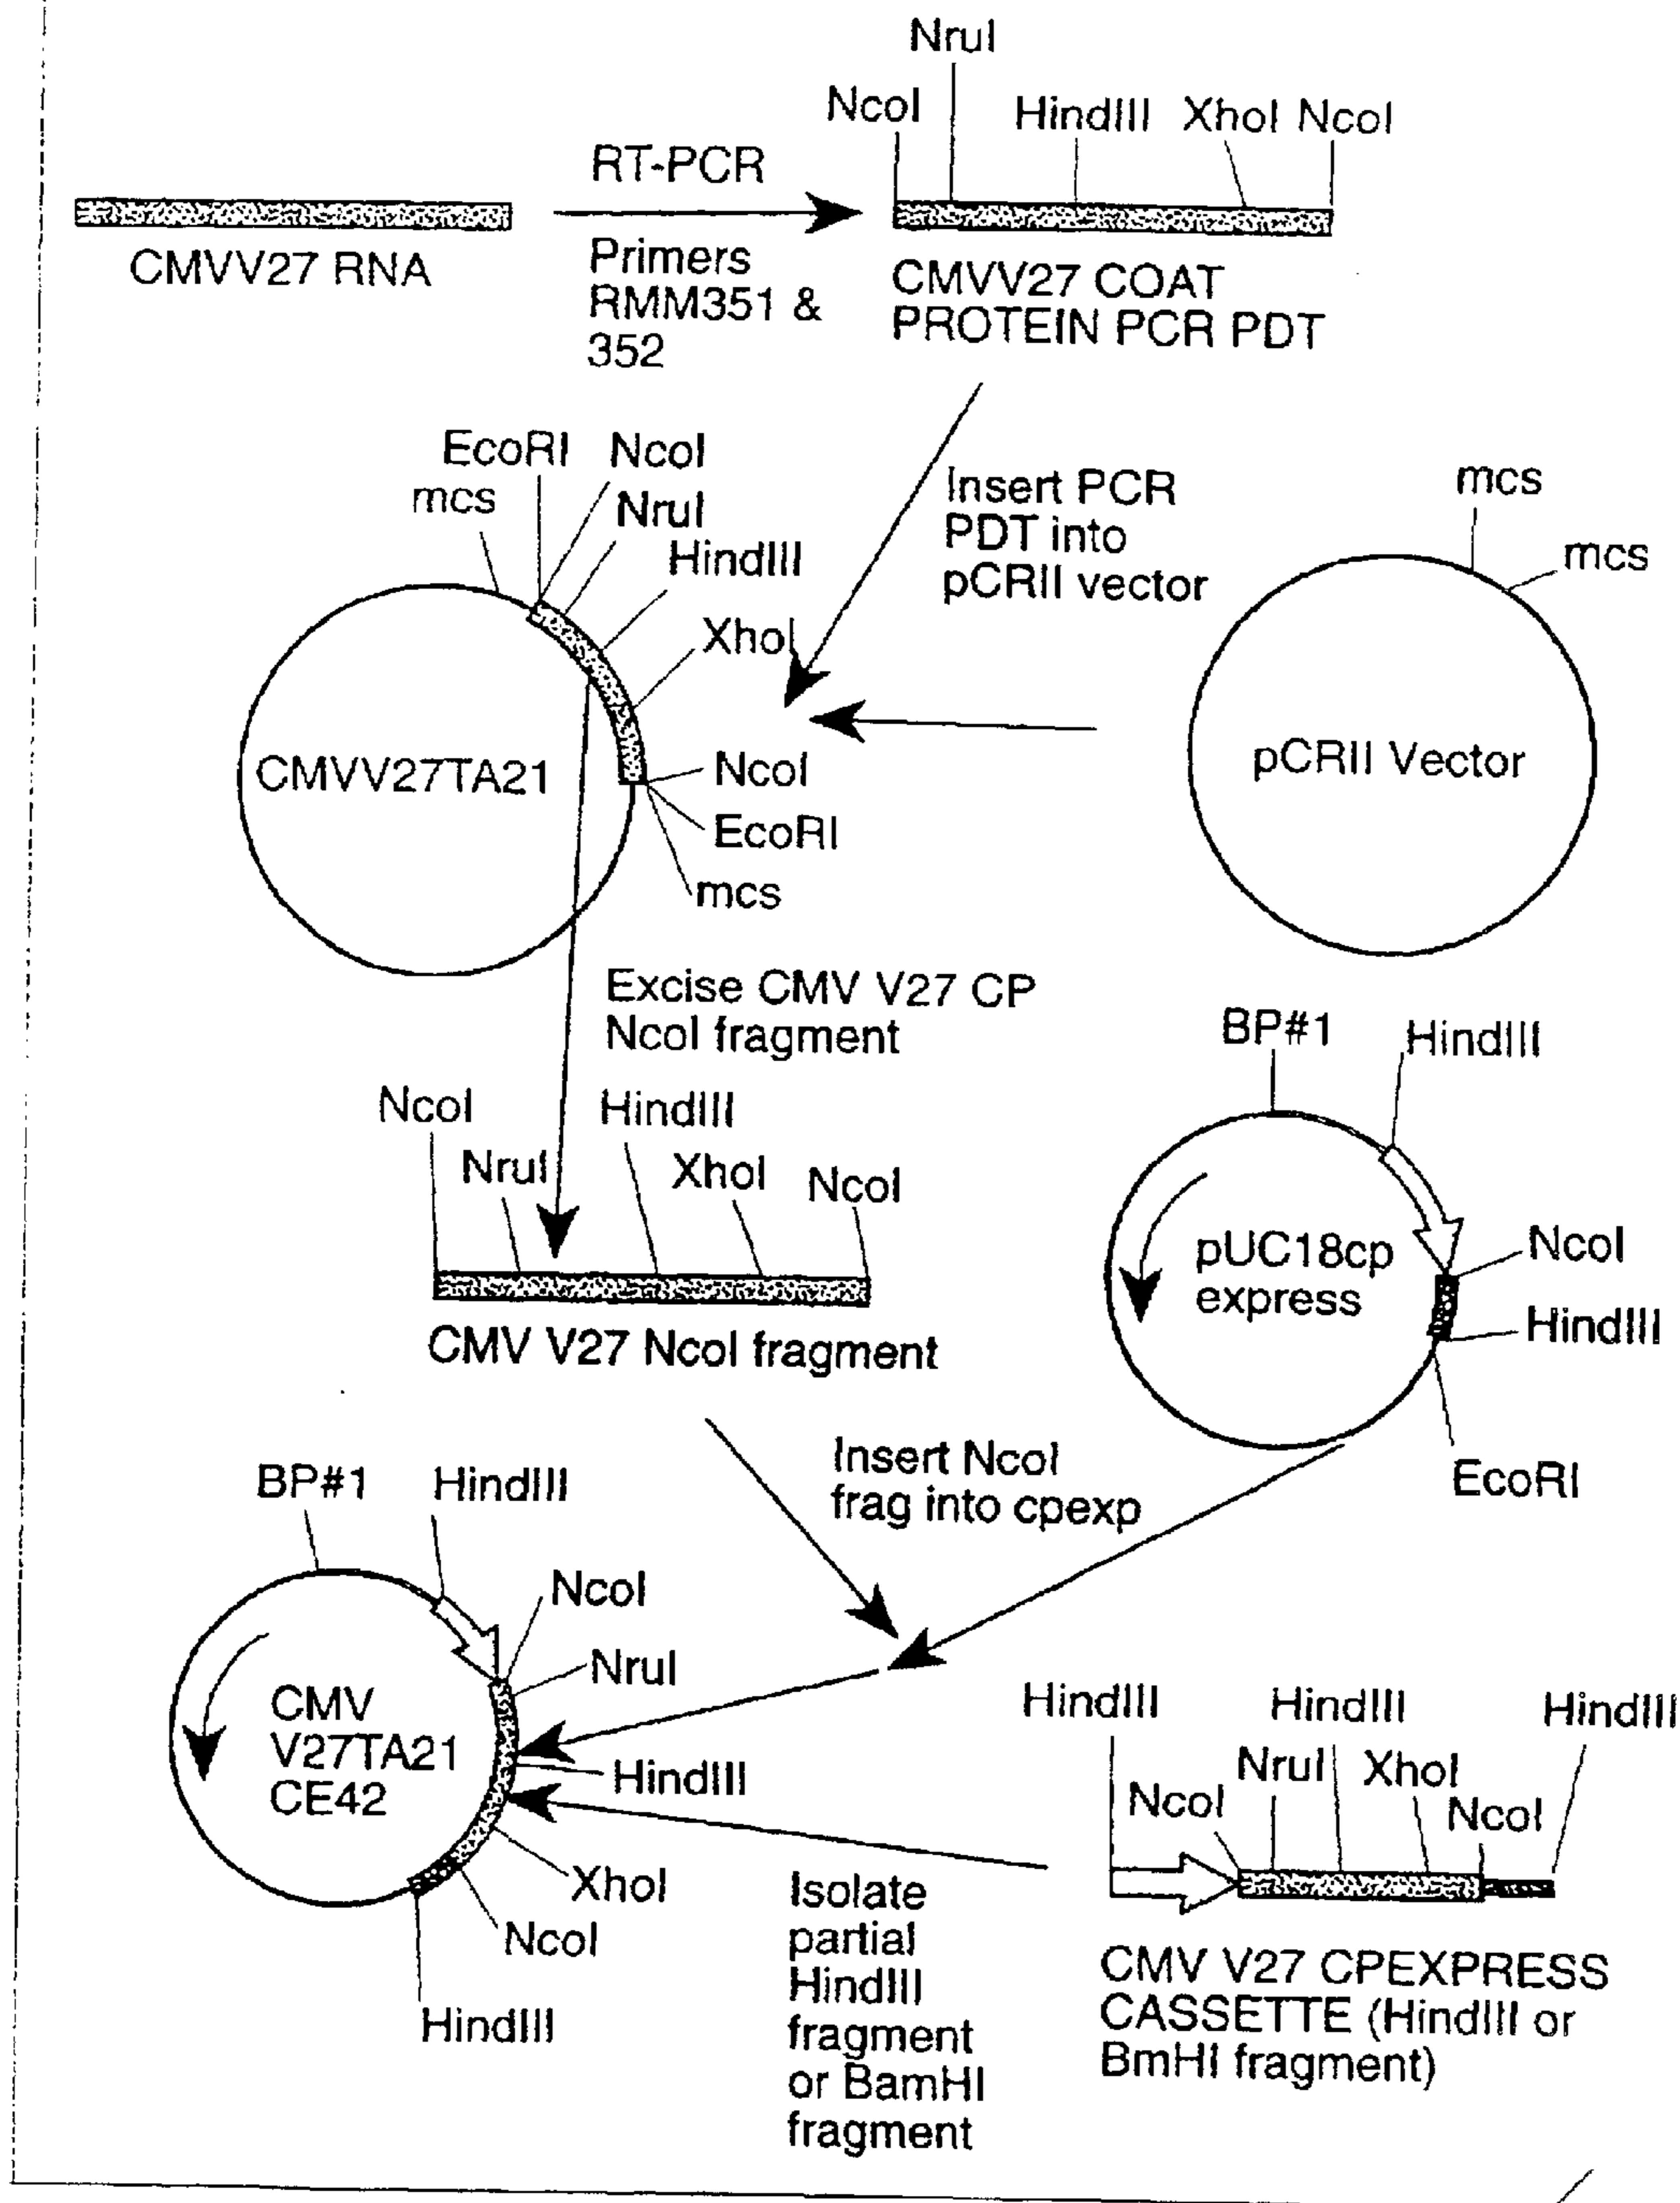 NruI
NcoI
HindIII
XhoI
NcoI
RT-PCR
Primers
RMM351 &
352
CMVV27 RNA
CMVV27 COAT
PROTEIN PCR PDT
EcoRI
NcoI
mcs
NruI
HindIII
XhoI
CMVV27TA21
NcoI
EcoRI
mcs
Insert PCR
PDT into
pCRII vector
mcs
mcs
pCRII Vector
Excise CMV V27 CP
NcoI fragment
NcoI
NruI
HindIII
XhoI
NcoI
CMV V27 NcoI fragment
BP#1
HindIII
pUC18cp
express
NcoI
HindIII
EcoRI
Insert NcoI
frag into cpexp
BP#1
HindIII
NcoI
NruI
CMV
V27TA21
CE42
HindIII
XhoI
NcoI
HindIII
Isolate
partial
HindIII
fragment
or BamHI
fragment
HindIII
HindIII
HindIII
NcoI
NruI
XhoI
NcoI
CMV V27 CPEXPRESS
CASSETTE (HindIII or
BmHI fragment)